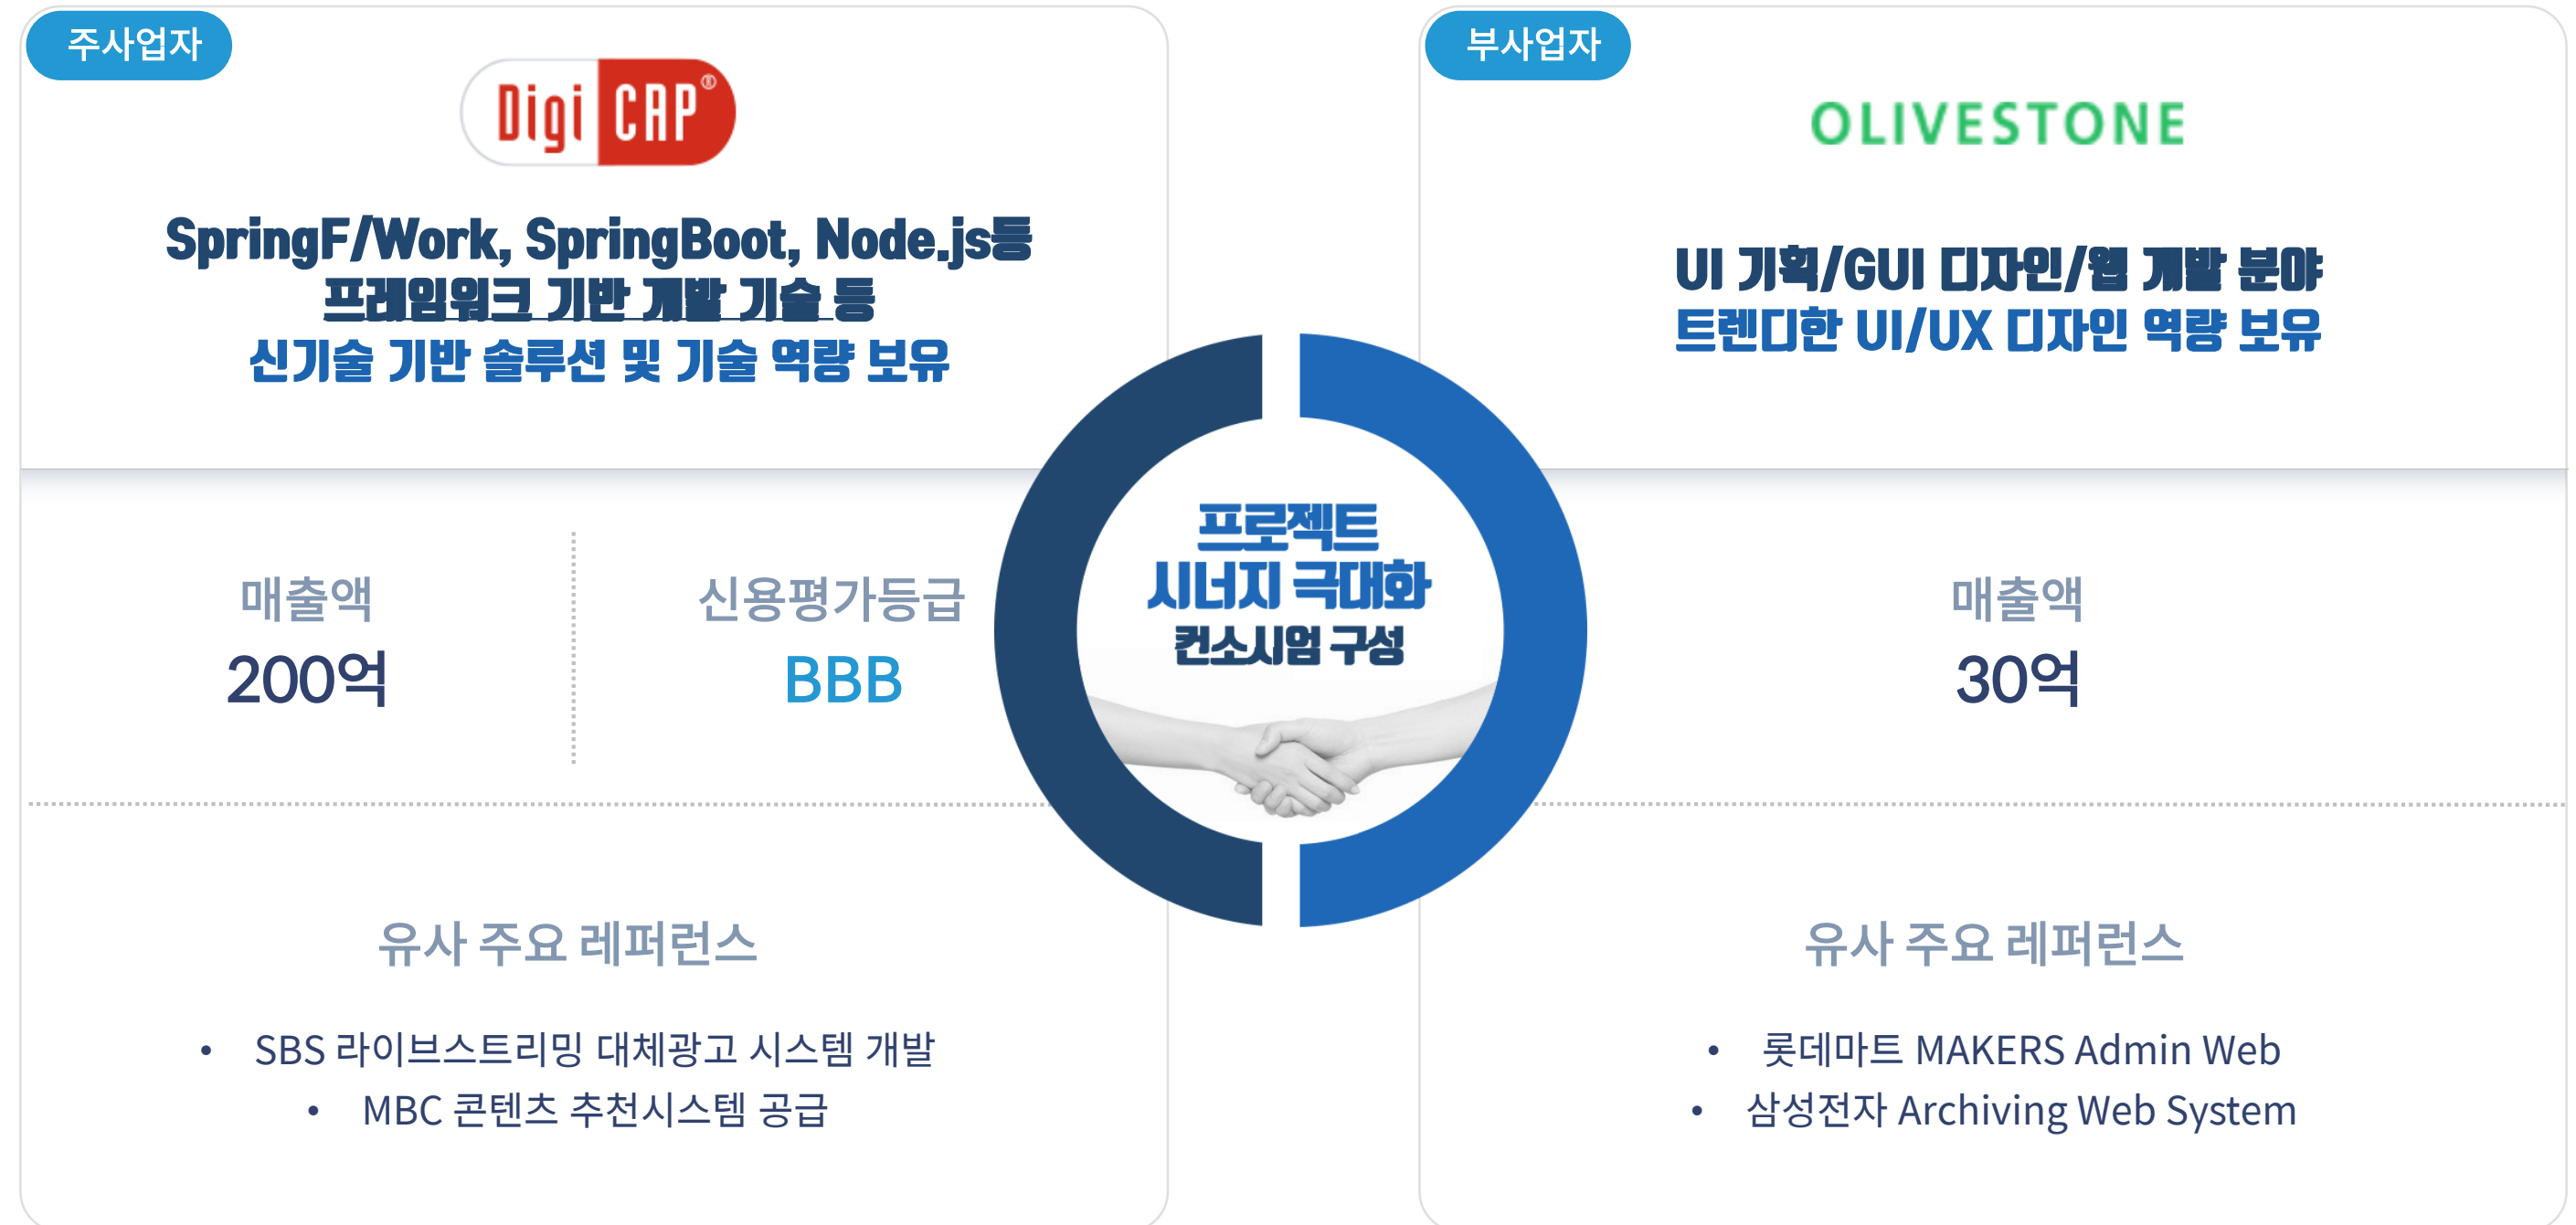 주사업자
Digi CAP®
SpringF/Work, SpringBoot, Node.js등
프레임워크 기반 개발 기술 등
신기술 기반 솔루션 및 기술 역량 보유
매출액
200억
신용평가등급
BBB
유사 주요 레퍼런스
• SBS 라이브스트리밍 대체광고 시스템 개발
• MBC 콘텐츠 추천시스템 공급
프로젝트
시너지 극대화
컨소시엄 구성
부사업자
OLIVESTONE
UI 기획/GUI 디자인/웹 개발 분야
트렌디한 UI/UX 디자인 역량 보유
매출액
30억
유사 주요 레퍼런스
• 롯데마트 MAKERS Admin Web
• 삼성전자 Archiving Web System